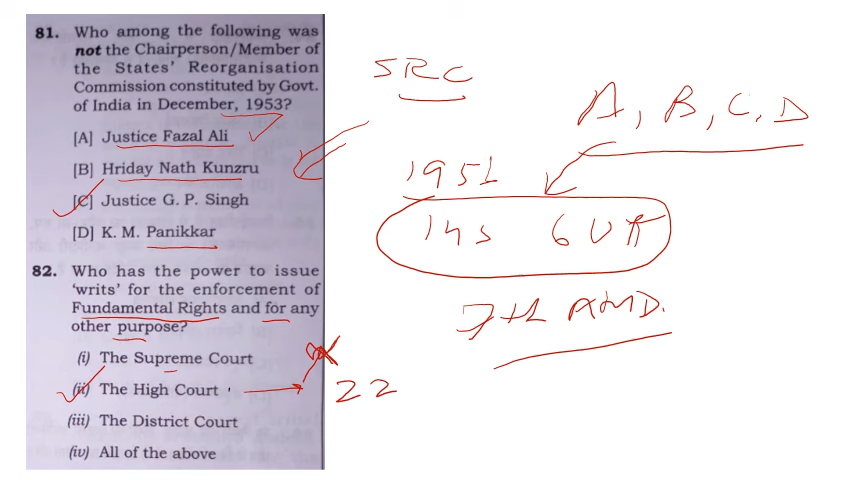 81. Who among the following was
not the Chairperson/Member of
the States' Reorganisation
Commission constituted by Govt.
of India in December, 1953?
[A] Justice Fazal Ali
[B] Hriday Nath Kunzru
[C] Justice G. P. Singh
[D] K. M. Panikkar
82. Who has the power to issue
'writs' for the enforcement of
Fundamental Rights and for any
other purpose?
(i) The Supreme Court
(ii) The High Court
(iii) The District Court
(iv) All of the above
SRC
A, B, C, D
1951
14S 6UT
7th AMD.
22